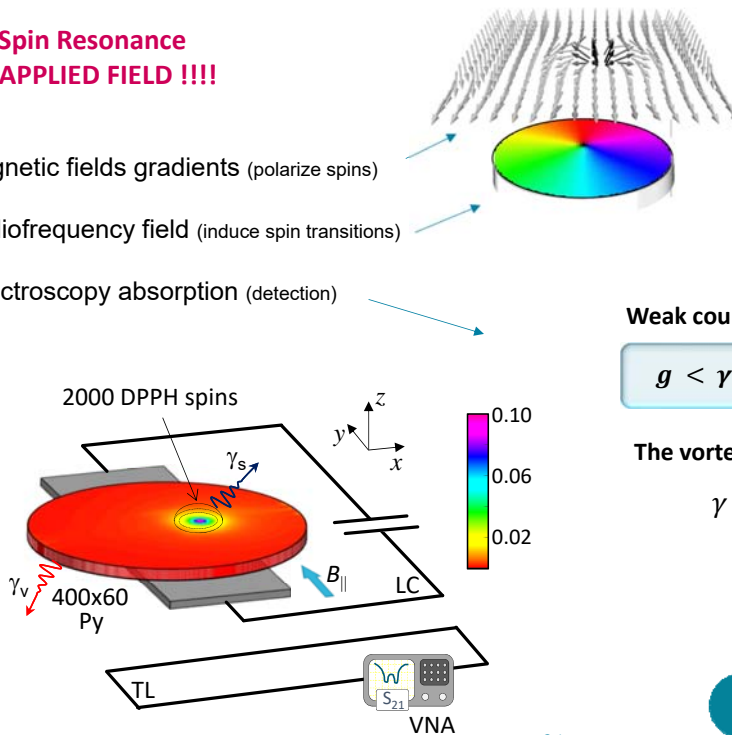 Spin Resonance
APPLIED FIELD !!!!
gnetic fields gradients (polarize spins)
diofrequency field (induce spin transitions)
ctroscopy absorption (detection)
Weak cou
g < γ
The vorte
γ
2000 DPPH spins
z
y
x
γs
0.10
0.06
0.02
B||
LC
γv
400x60
Py
TL
S21
VNA